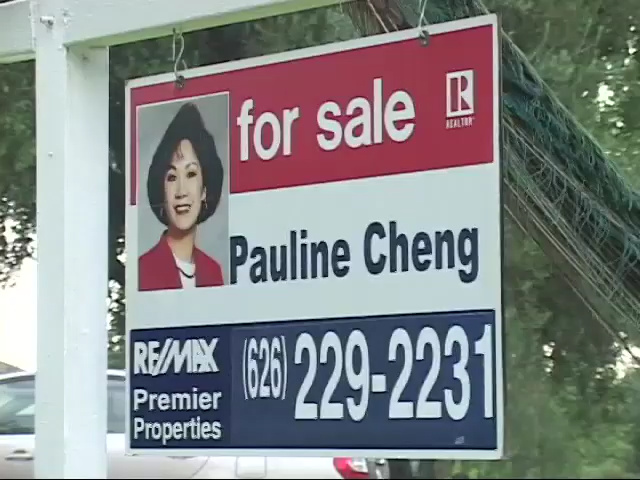 for sale
R
REALTOR
Pauline Cheng
RE/MAX
Premier
Properties
(626) 229-2231